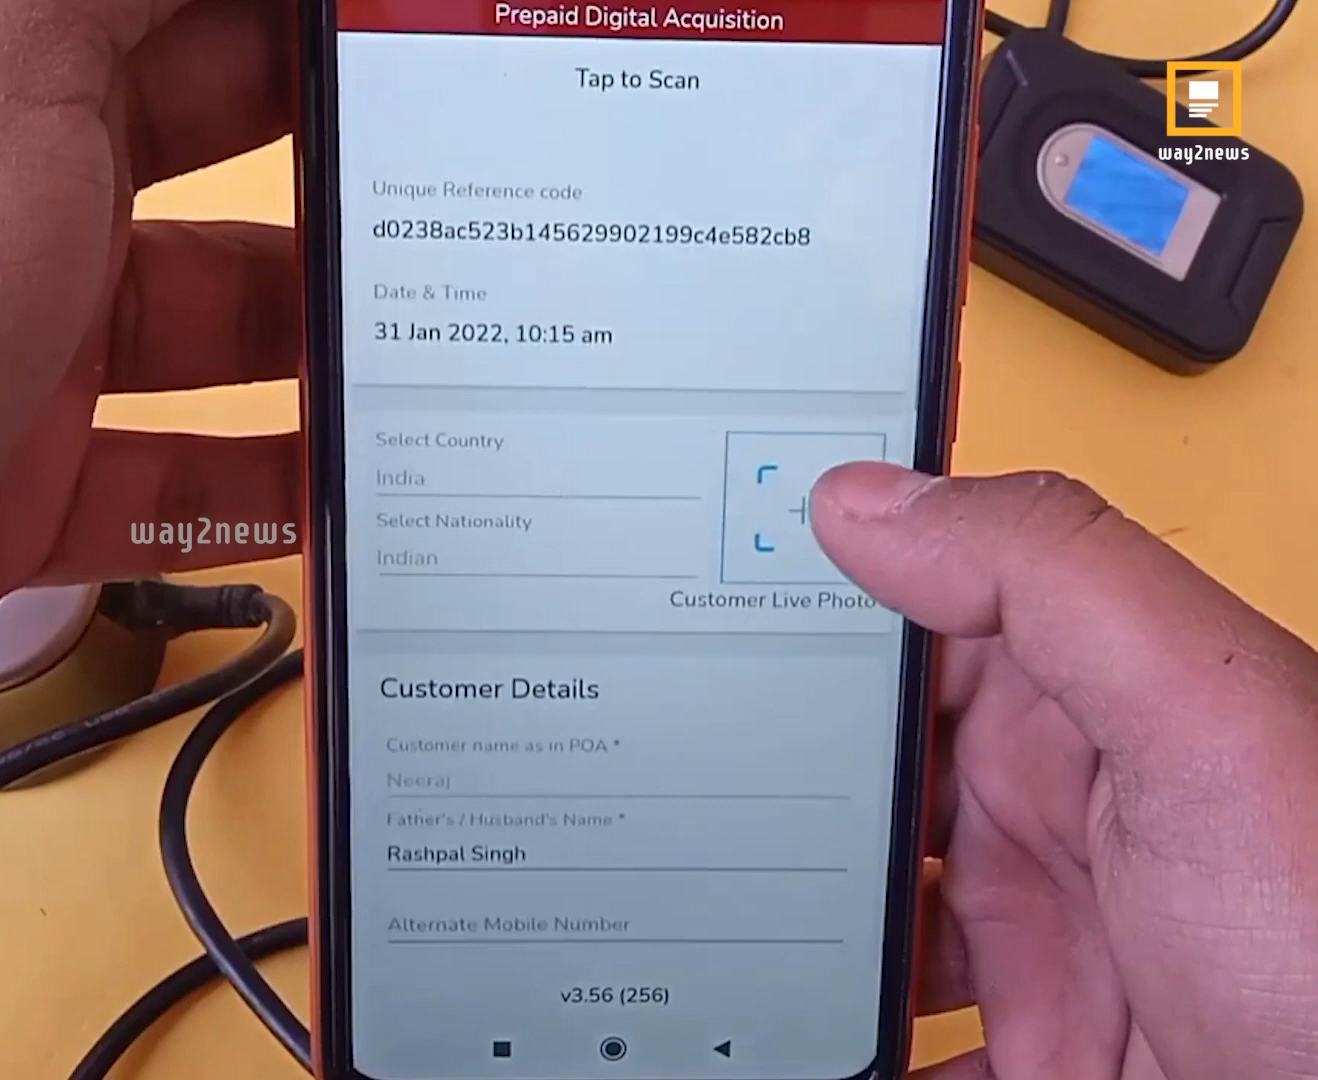 Prepaid Digital Acquisition
Tap to Scan
way2news
Unique Reference code
d0238ac523b145629902199c4e582cb8
Date & Time
31 Jan 2022, 10:15 am
Select Country
India
Select Nationality
Indian
way2news
Customer Live Photo
Customer Details
Customer name as in POA *
Neeraj
Father's / Husband's Name *
Rashpal Singh
Alternate Mobile Number
v3.56 (256)